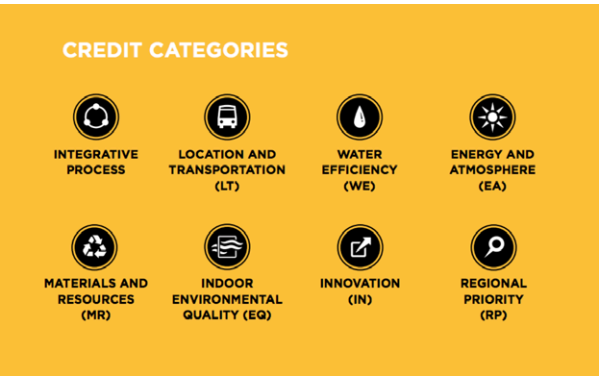 CREDIT CATEGORIES
INTEGRATIVE
PROCESS
LOCATION AND
TRANSPORTATION
(LT)
WATER
EFFICIENCY
(WE)
ENERGY AND
ATMOSPHERE
(EA)
MATERIALS AND
RESOURCES
(MR)
INDOOR
ENVIRONMENTAL
QUALITY (EQ)
INNOVATION
(IN)
REGIONAL
PRIORITY
(RP)